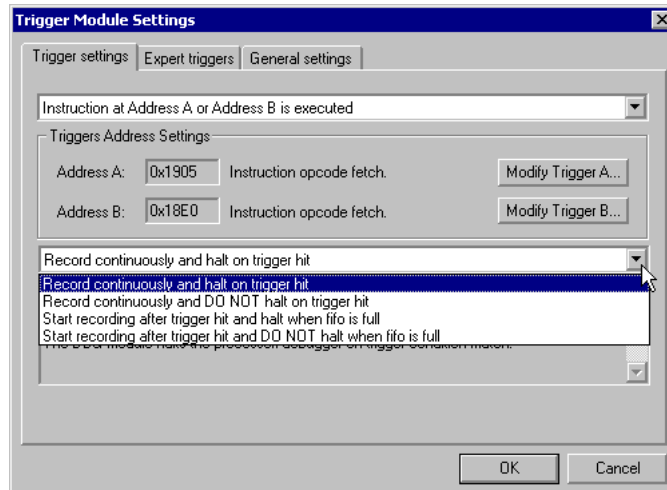 Trigger Module Settings
Trigger settings
Expert triggers
General settings
Instruction at Address A or Address B is executed
Triggers Address Settings
Address A: 0x1905 Instruction opcode fetch. Modify Trigger A...
Address B: 0x18E0 Instruction opcode fetch. Modify Trigger B...
Record continuously and halt on trigger hit
Record continuously and halt on trigger hit
Record continuously and DO NOT halt on trigger hit
Start recording after trigger hit and halt when fifo is full
Start recording after trigger hit and DO NOT halt when fifo is full
OK
Cancel